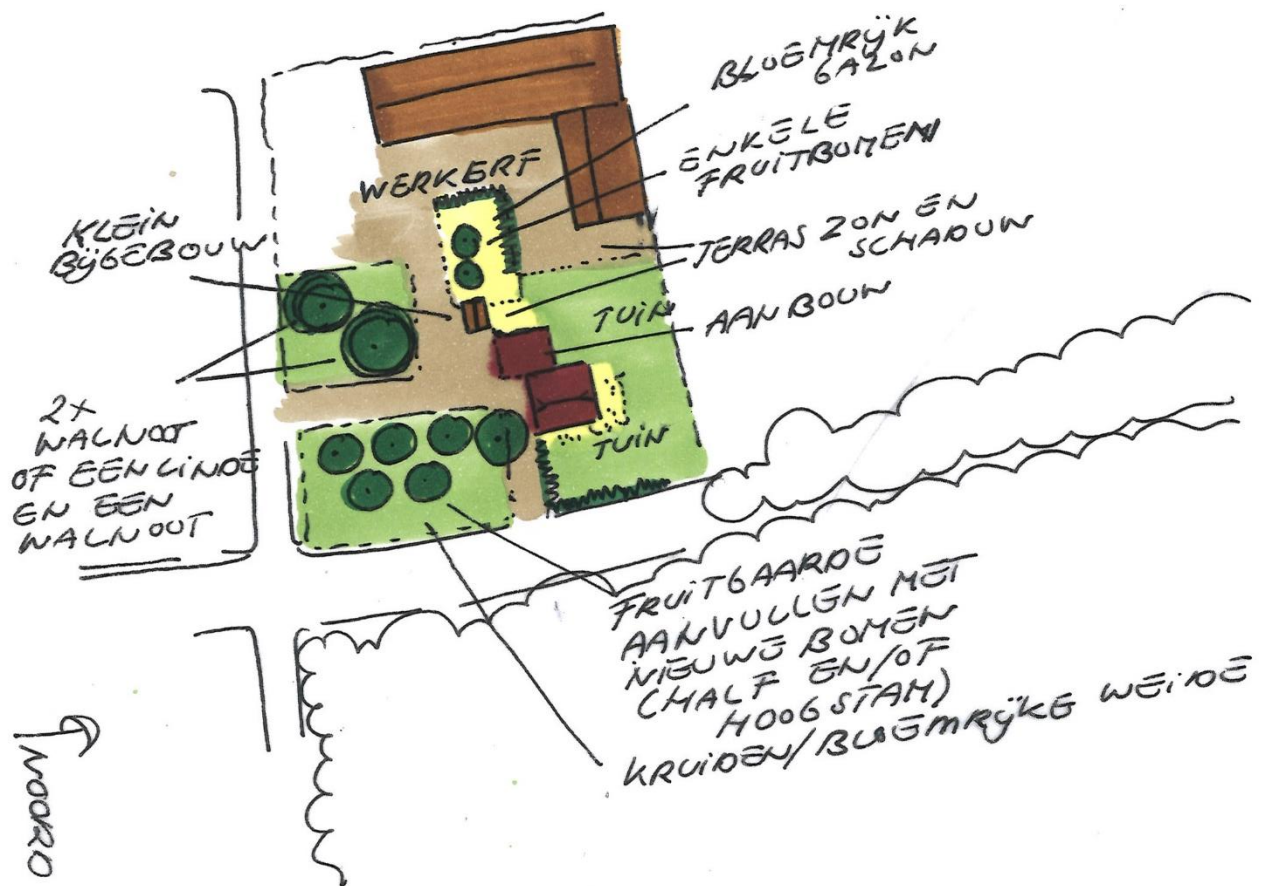 BLOEMRIJK
GAZON
ENKELE
FRUITBOMEN
WERKERF
KLEIN
BIJGEBOUW
TERRAS ZON EN
SCHADUW
TUIN
AANBOUW
TUIN
2X
WALNOOT
OF EEN LINDE
EN EEN
WALNOOT
FRUITGAARDE
AANVULLEN MET
NIEUWE BOMEN
(HALF EN/OF
HOOGSTAM)
KRUIDEN/BLOEMRIJKE WEIDE
NOORD